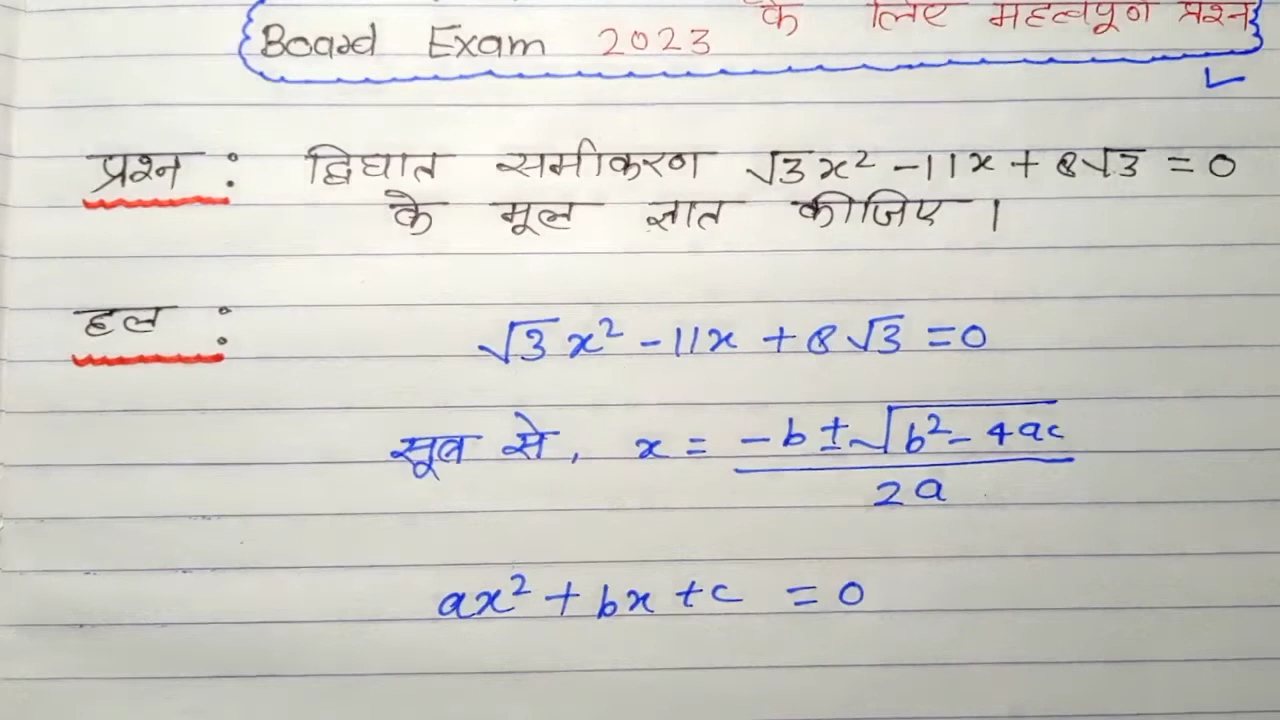 के लिए महत्वपूर्ण प्रश्न
Board Exam 2023
प्रश्न : द्विघात समीकरण √3x² - 11x + 8√3 = 0
के मूल ज्ञात कीजिए ।
हल : √3x² - 11x + 8√3 = 0
सूत्र से, x = (-b ± √(b² - 4ac)) / 2a
ax² + bx + c = 0